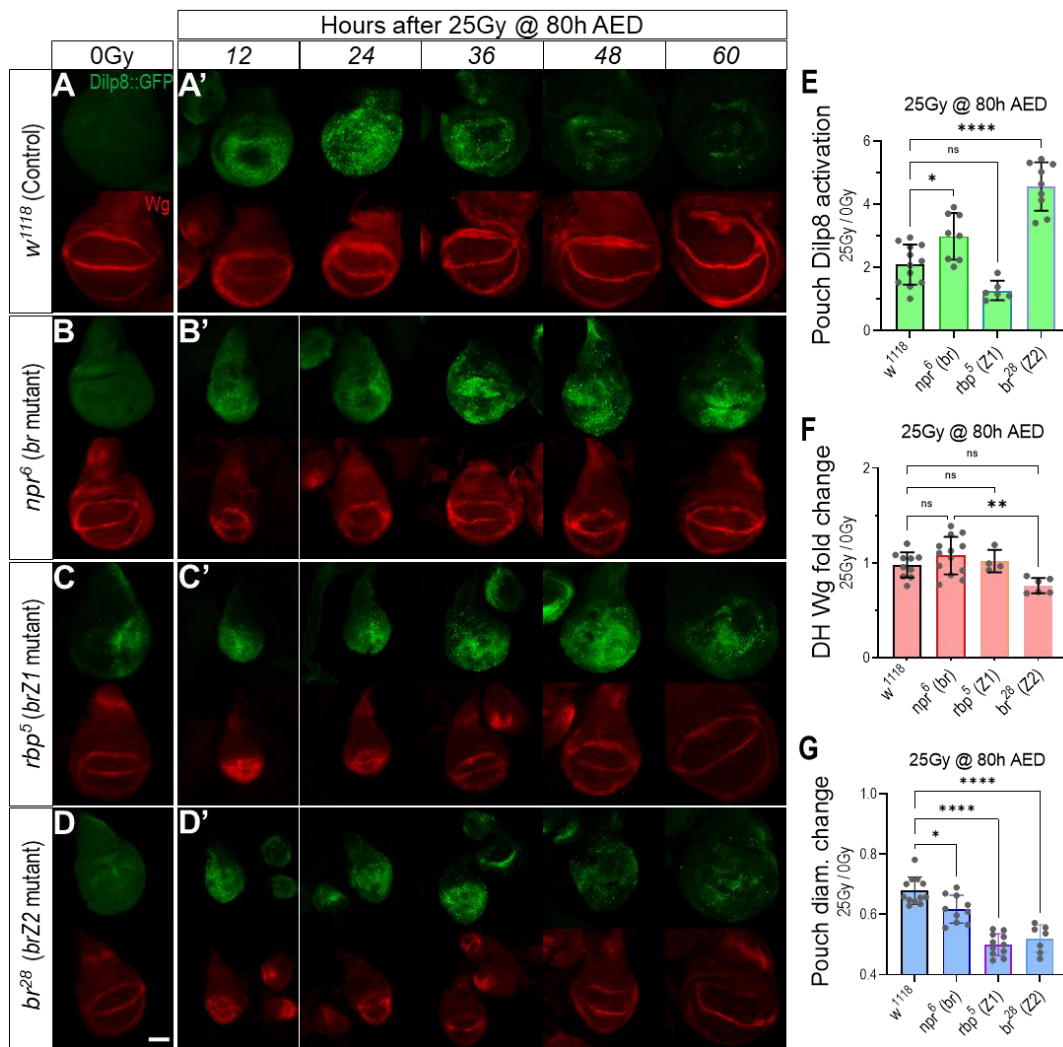 Hours after 25Gy @ 80h AED
0Gy 12 24 36 48 60
w1118 (Control)
A Dilp8::GFP A’
Wg
npr6 (br mutant)
B B’
rbp5 (brZ1 mutant)
C C’
br28 (brZ2 mutant)
D D’
E
25Gy @ 80h AED
Pouch Dilp8 activation
25Gy / 0Gy
****
ns
*
6
4
2
0
w1118 npr6 (br) rbp5 (Z1) br28 (Z2)
F
25Gy @ 80h AED
DH Wg fold change
25Gy / 0Gy
ns
ns
ns **
2
1
0
w1118 npr6 (br) rbp5 (Z1) br28 (Z2)
G
25Gy @ 80h AED
Pouch diam. change
25Gy / 0Gy
****
****
*
1.0
0.8
0.6
0.4
w1118 npr6 (br) rbp5 (Z1) br28 (Z2)